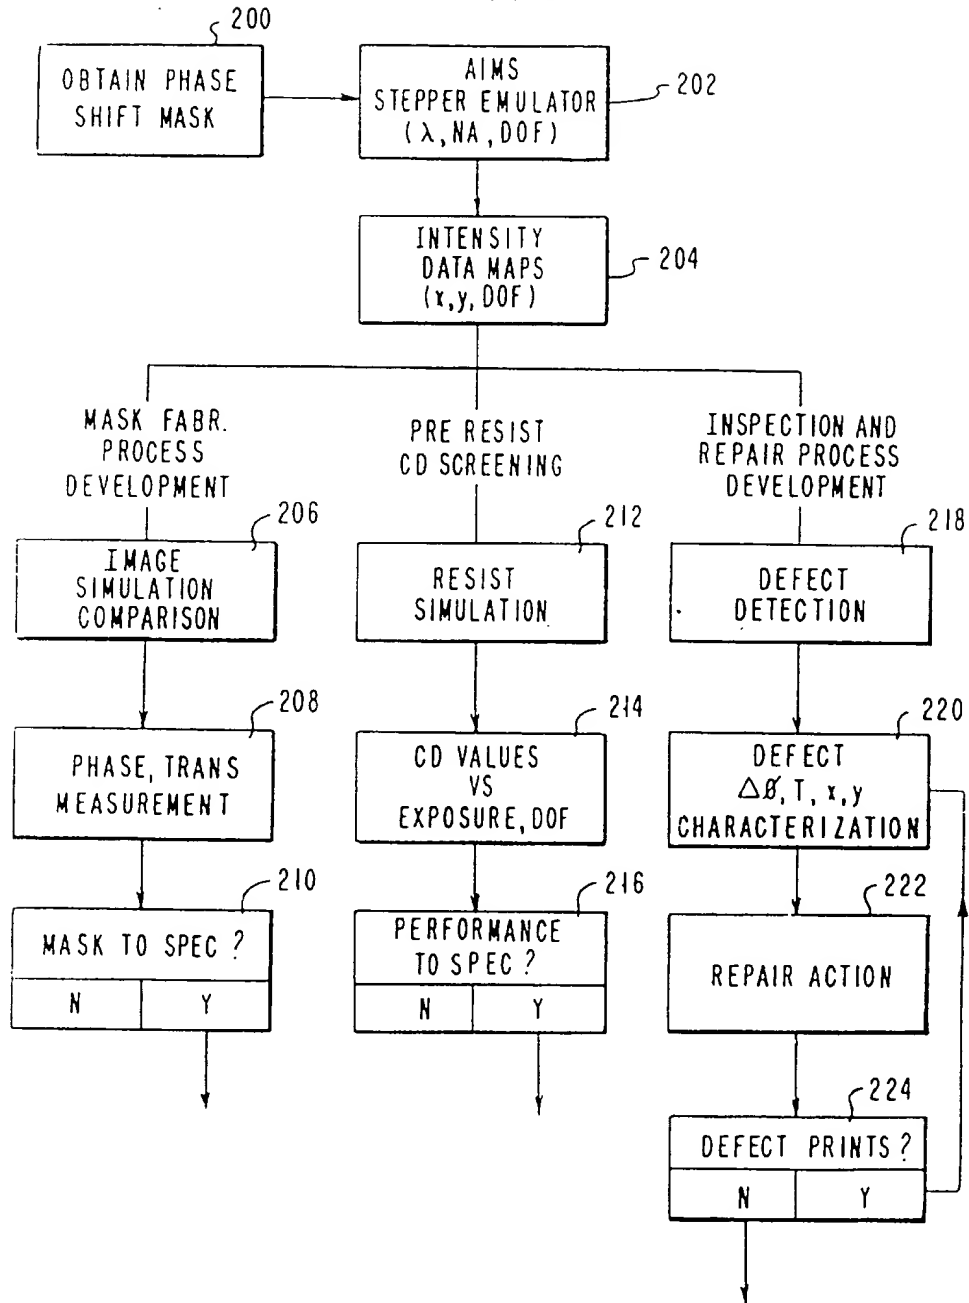 200
OBTAIN PHASE
SHIFT MASK
AIMS
STEPPER EMULATOR
(λ, NA, DOF)
202
INTENSITY
DATA MAPS
(x,y,DOF)
204
MASK FABR.
PROCESS
DEVELOPMENT
PRE RESIST
CD SCREENING
INSPECTION AND
REPAIR PROCESS
DEVELOPMENT
206
IMAGE
SIMULATION
COMPARISON
212
RESIST
SIMULATION
218
DEFECT
DETECTION
208
PHASE, TRANS
MEASUREMENT
214
CD VALUES
VS
EXPOSURE, DOF
220
DEFECT
ΔØ, T, x, y
CHARACTERIZATION
210
MASK TO SPEC ?
N
Y
216
PERFORMANCE
TO SPEC ?
N
Y
222
REPAIR ACTION
224
DEFECT PRINTS ?
N
Y